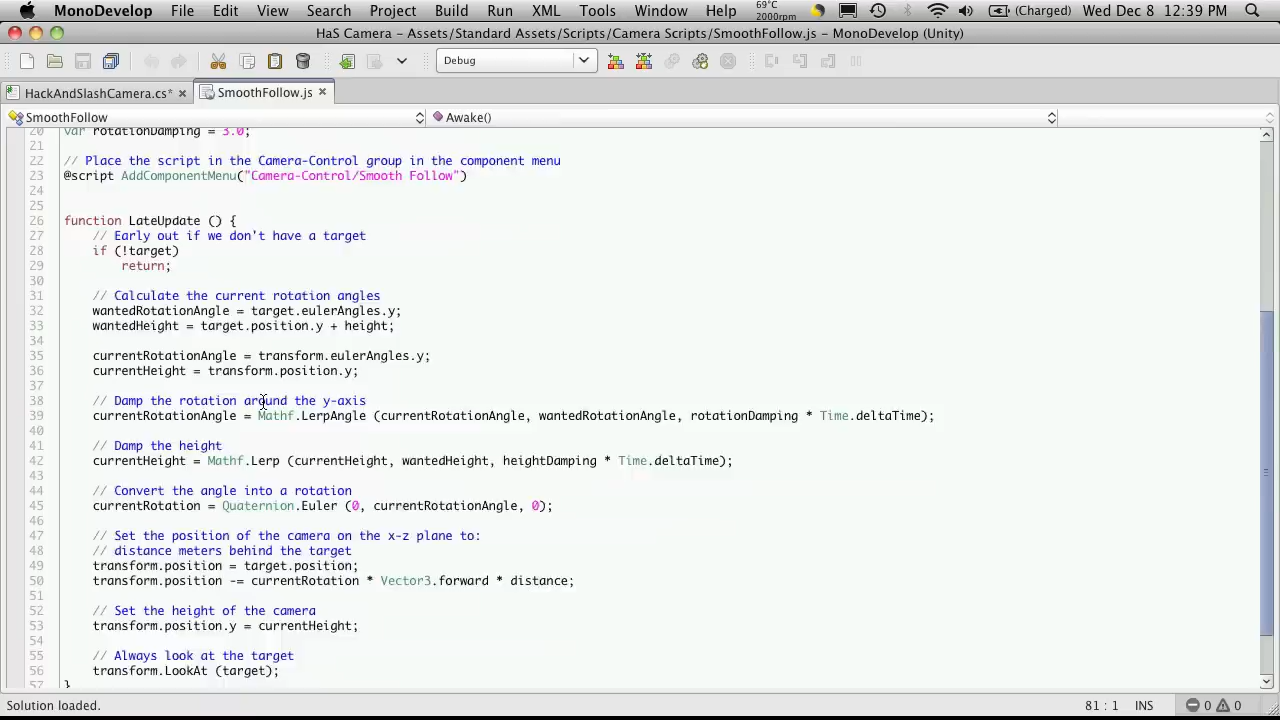 MonoDevelop File Edit View Search Project Build Run XML Tools Window Help 69°C 2000rpm (Charged) Wed Dec 8 12:39 PM
HaS Camera – Assets/Standard Assets/Scripts/Camera Scripts/SmoothFollow.js – MonoDevelop (Unity)
Debug
HackAndSlashCamera.cs* × SmoothFollow.js ×
SmoothFollow Awake()
20 var rotationDamping = 3.0;
21
22 // Place the script in the Camera-Control group in the component menu
23 @script AddComponentMenu("Camera-Control/Smooth Follow")
24
25
26 function LateUpdate () {
27 // Early out if we don't have a target
28 if (!target)
29 return;
30
31 // Calculate the current rotation angles
32 wantedRotationAngle = target.eulerAngles.y;
33 wantedHeight = target.position.y + height;
34
35 currentRotationAngle = transform.eulerAngles.y;
36 currentHeight = transform.position.y;
37
38 // Damp the rotation around the y-axis
39 currentRotationAngle = Mathf.LerpAngle (currentRotationAngle, wantedRotationAngle, rotationDamping * Time.deltaTime);
40
41 // Damp the height
42 currentHeight = Mathf.Lerp (currentHeight, wantedHeight, heightDamping * Time.deltaTime);
43
44 // Convert the angle into a rotation
45 currentRotation = Quaternion.Euler (0, currentRotationAngle, 0);
46
47 // Set the position of the camera on the x-z plane to:
48 // distance meters behind the target
49 transform.position = target.position;
50 transform.position -= currentRotation * Vector3.forward * distance;
51
52 // Set the height of the camera
53 transform.position.y = currentHeight;
54
55 // Always look at the target
56 transform.LookAt (target);
57 }
Solution loaded. 81 : 1 INS 0 0